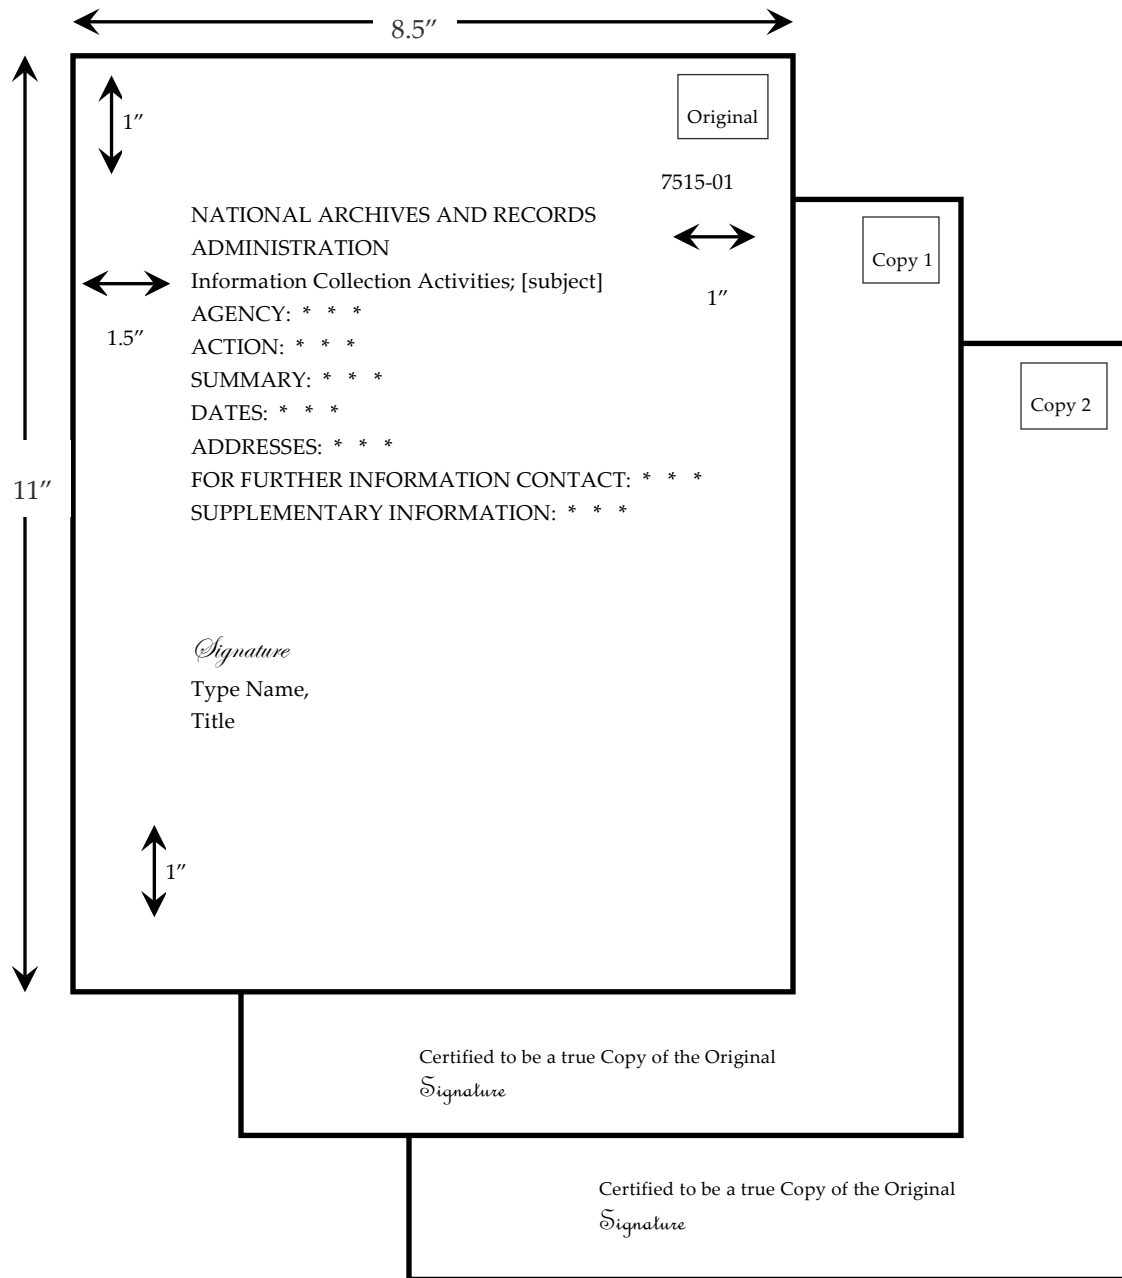 8.5”
1”
Original
7515-01
NATIONAL ARCHIVES AND RECORDS
ADMINISTRATION
Information Collection Activities; [subject]
AGENCY: * * *
ACTION: * * *
SUMMARY: * * *
DATES: * * *
ADDRESSES: * * *
FOR FURTHER INFORMATION CONTACT: * * *
SUPPLEMENTARY INFORMATION: * * *
1.5”
1”
11”
Signature
Type Name,
Title
1”
Copy 1
Certified to be a true Copy of the Original
Signature
Copy 2
Certified to be a true Copy of the Original
Signature